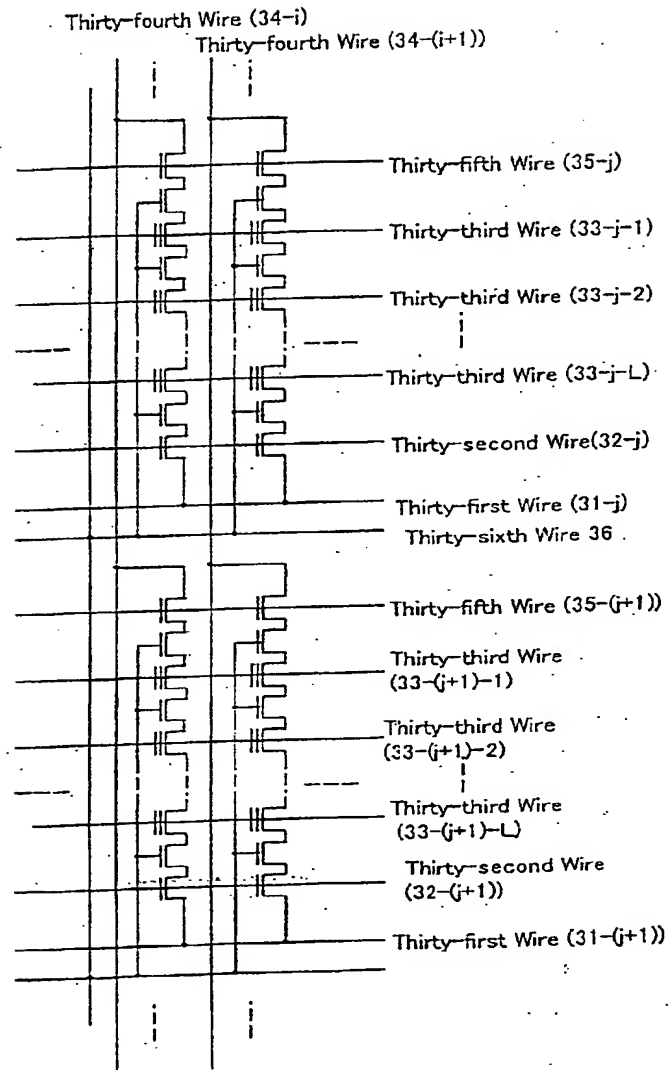 Thirty-fourth Wire (34-i)
Thirty-fourth Wire (34-(i+1))
Thirty-fifth Wire (35-j)
Thirty-third Wire (33-j-1)
Thirty-third Wire (33-j-2)
Thirty-third Wire (33-j-L)
Thirty-second Wire(32-j)
Thirty-first Wire (31-j)
Thirty-sixth Wire 36
Thirty-fifth Wire (35-(j+1))
Thirty-third Wire
(33-(j+1)-1)
Thirty-third Wire
(33-(j+1)-2)
Thirty-third Wire
(33-(j+1)-L)
Thirty-second Wire
(32-(j+1))
Thirty-first Wire (31-(j+1))